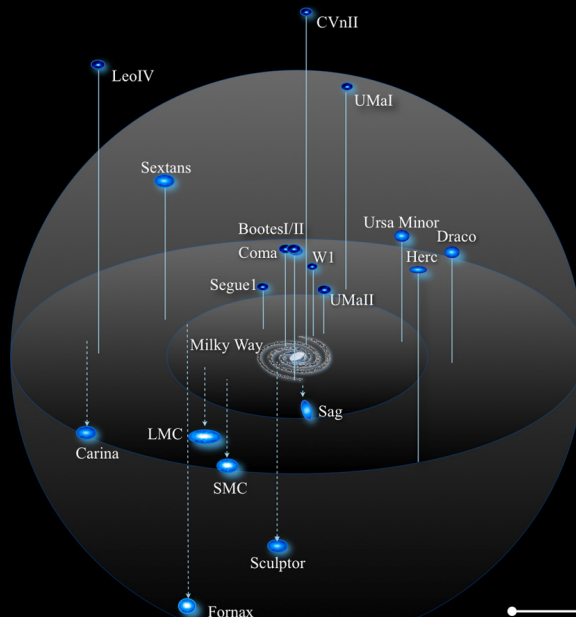 CVnII
LeoIV
UMaI
Sextans
BootesI/II
Ursa Minor
Draco
Coma
W1
Herc
Segue1
UMaII
Milky Way
Sag
LMC
Carina
SMC
Sculptor
Fornax